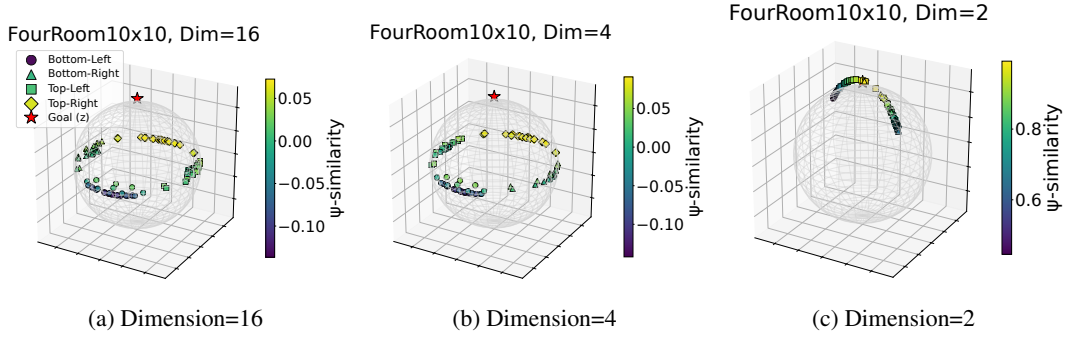 FourRoom10x10, Dim=16
Bottom-Left
Bottom-Right
Top-Left
Top-Right
Goal (z)
0.05
0.00
−0.05
−0.10
ψ-similarity
FourRoom10x10, Dim=4
0.05
0.00
−0.05
−0.10
ψ-similarity
FourRoom10x10, Dim=2
0.8
0.6
ψ-similarity
(a) Dimension=16
(b) Dimension=4
(c) Dimension=2